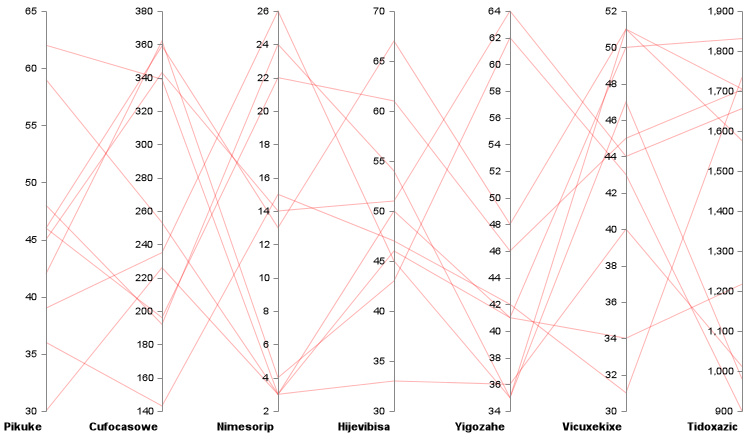 65 380 26 70 64 52 1,900
60 360 24 65 62 50 1,800
55 340 22 60 60 48 1,700
50 320 20 55 58 46 1,600
45 300 18 50 56 44 1,500
40 280 16 45 54 42 1,400
35 260 14 40 52 40 1,300
30 240 12 35 50 38 1,200
220 10 30 48 36 1,100
200 8 46 34 1,000
180 6 44 32 900
160 4 42 30
140 2 40
38
36
34
Pikuke Cufocasowe Nimesorip Hijevibisa Yigozahe Vicuxekixe Tidoxazic